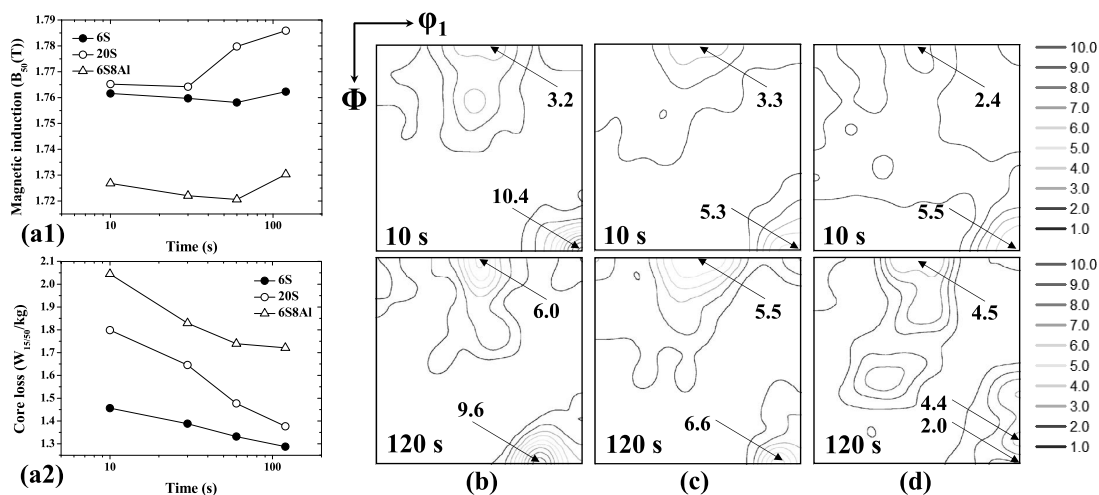 1.79
1.78
1.77
1.76
1.75
1.74
1.73
1.72
Magnetic induction (B50(T))
6S
20S
6S8Al
10
100
Time (s)
(a1)
2.1
2.0
1.9
1.8
1.7
1.6
1.5
1.4
1.3
Core loss (W15/50/kg)
6S
20S
6S8Al
10
100
Time (s)
(a2)
φ1
Φ
3.2
10.4
10 s
3.3
5.3
10 s
2.4
5.5
10 s
10.0
9.0
8.0
7.0
6.0
5.0
4.0
3.0
2.0
1.0
6.0
9.6
120 s
5.5
6.6
120 s
4.5
4.4
2.0
120 s
10.0
9.0
8.0
7.0
6.0
5.0
4.0
3.0
2.0
1.0
(b)
(c)
(d)